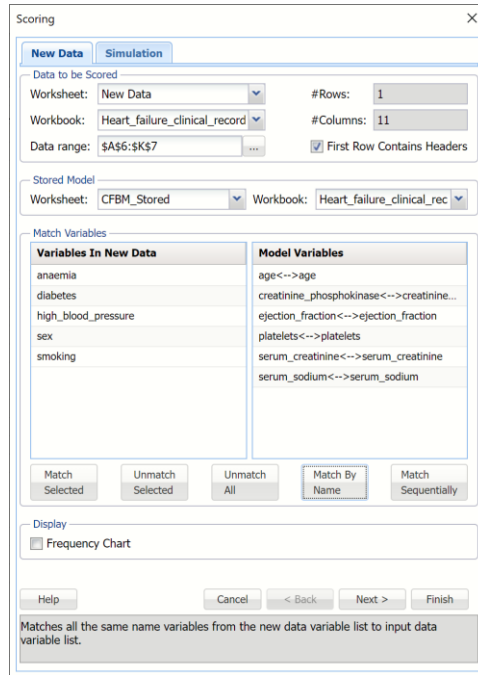 Scoring
New Data Simulation
Data to be Scored
Worksheet: New Data #Rows: 1
Workbook: Heart_failure_clinical_record #Columns: 11
Data range: $A$6:$K$7 ... First Row Contains Headers
Stored Model
Worksheet: CFBM_Stored Workbook: Heart_failure_clinical_rec
Match Variables
Variables In New Data Model Variables
anaemia age<-->age
diabetes creatinine_phosphokinase<-->creatinine...
high_blood_pressure ejection_fraction<-->ejection_fraction
sex platelets<-->platelets
smoking serum_creatinine<-->serum_creatinine
serum_sodium<-->serum_sodium
Match Unmatch Unmatch Match By Match
Selected Selected All Name Sequentially
Display
Frequency Chart
Help Cancel < Back Next > Finish
Matches all the same name variables from the new data variable list to input data
variable list.